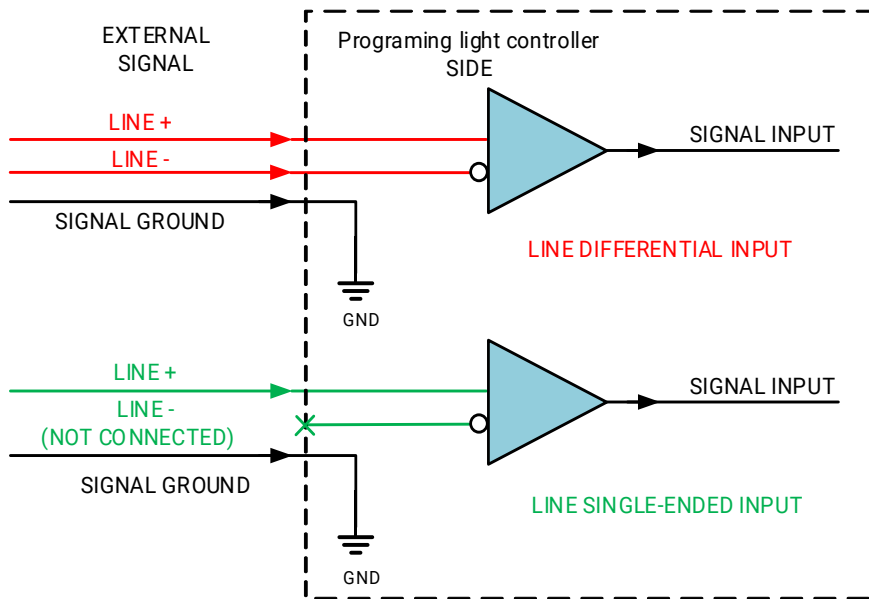 EXTERNAL
SIGNAL
Programing light controller
SIDE
LINE +
LINE -
SIGNAL GROUND
SIGNAL INPUT
LINE DIFFERENTIAL INPUT
GND
LINE +
LINE -
(NOT CONNECTED)
SIGNAL GROUND
SIGNAL INPUT
LINE SINGLE-ENDED INPUT
GND